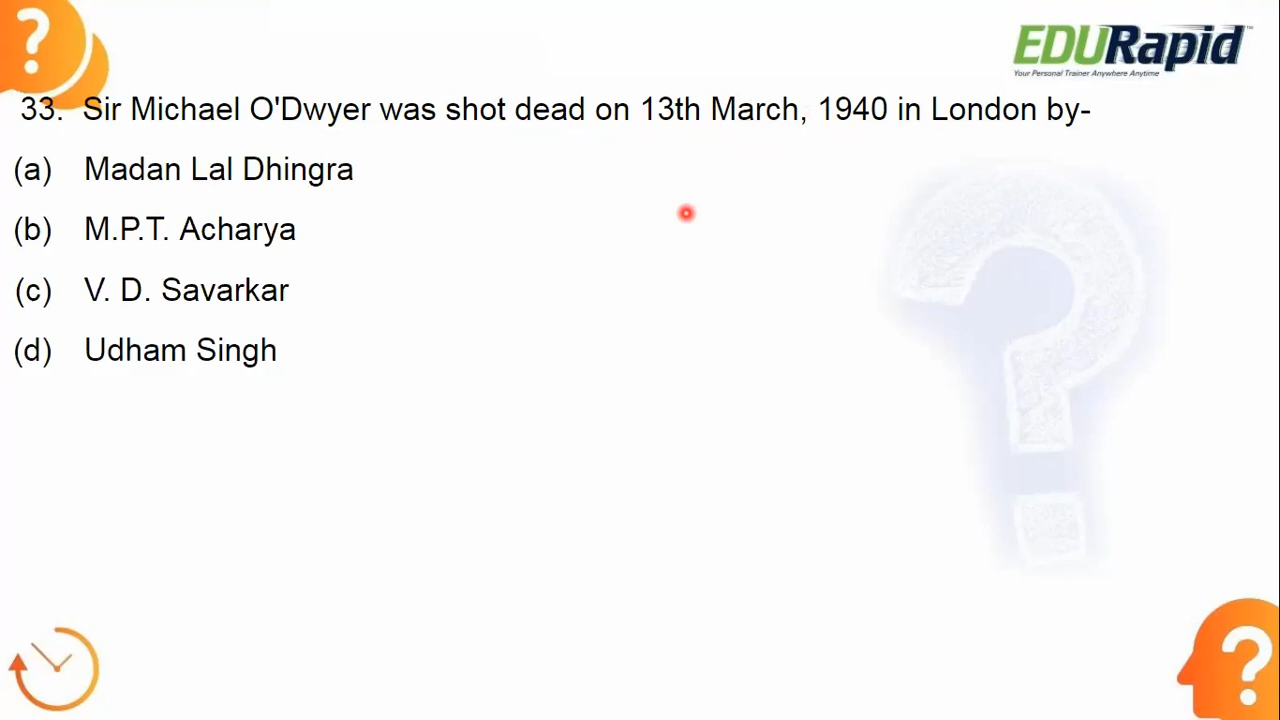 EDURapid™
Your Personal Trainer Anywhere Anytime
33. Sir Michael O'Dwyer was shot dead on 13th March, 1940 in London by-
(a) Madan Lal Dhingra
(b) M.P.T. Acharya
(c) V. D. Savarkar
(d) Udham Singh